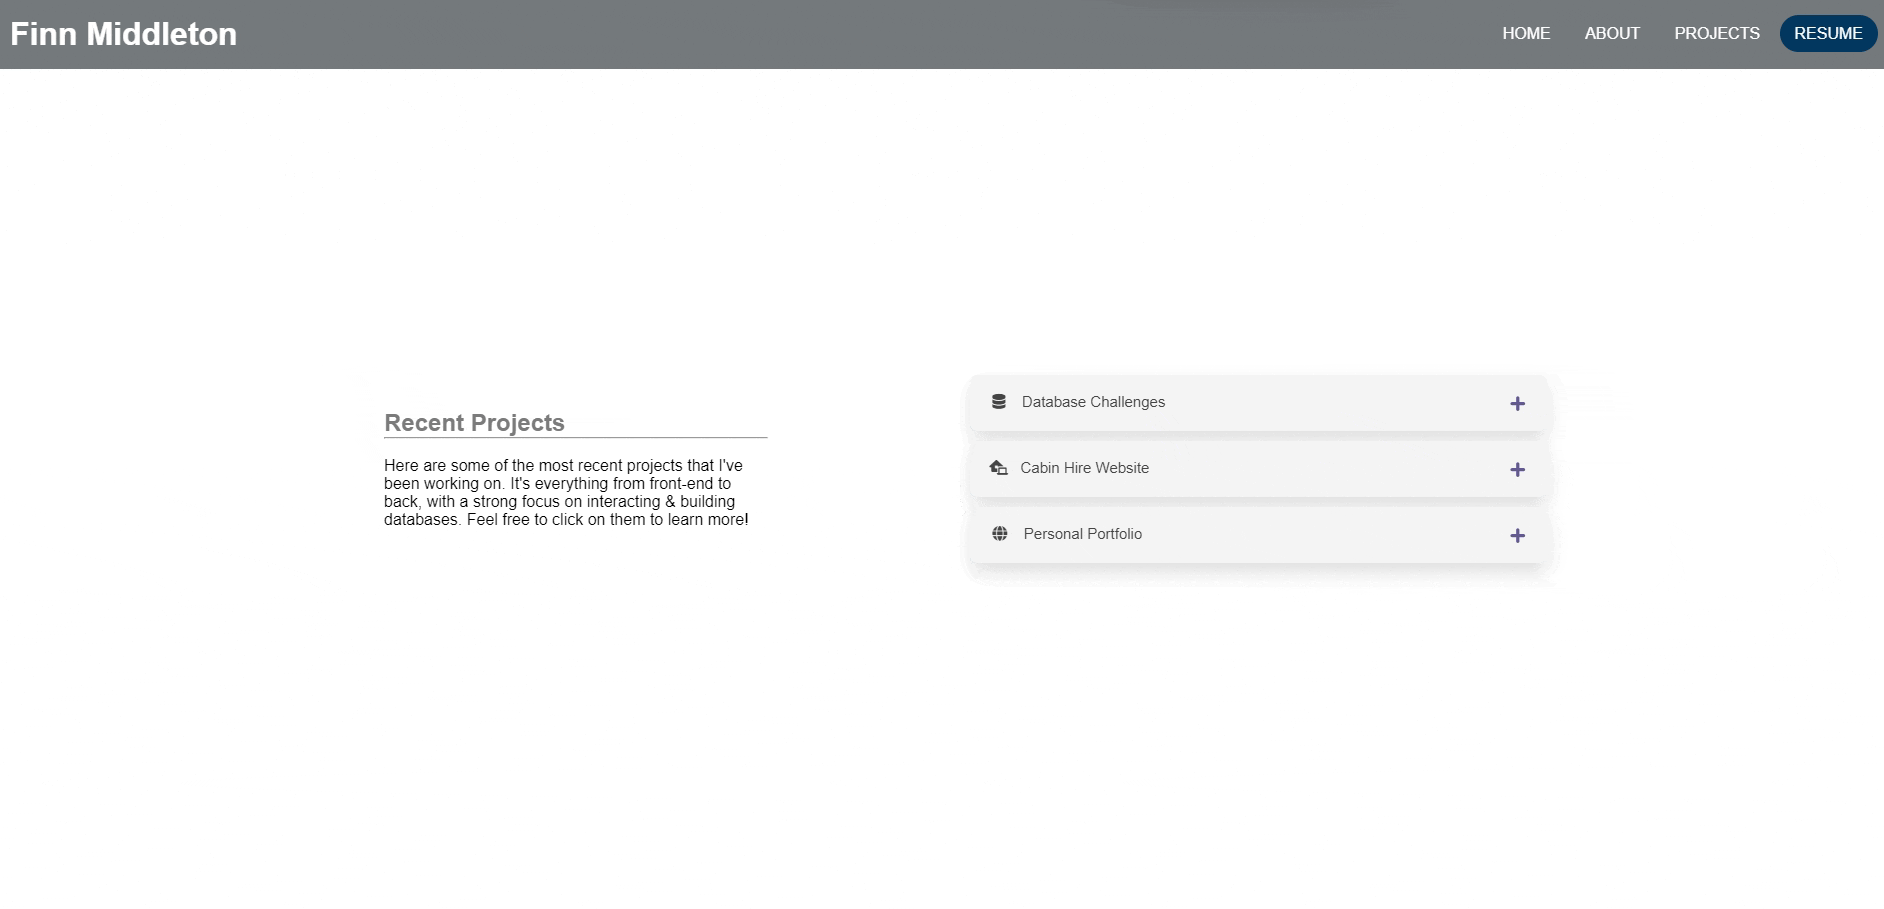 Finn Middleton
HOME
ABOUT
PROJECTS
RESUME
Recent Projects
Here are some of the most recent projects that I've
been working on. It's everything from front-end to
back, with a strong focus on interacting & building
databases. Feel free to click on them to learn more!
Database Challenges
Cabin Hire Website
Personal Portfolio